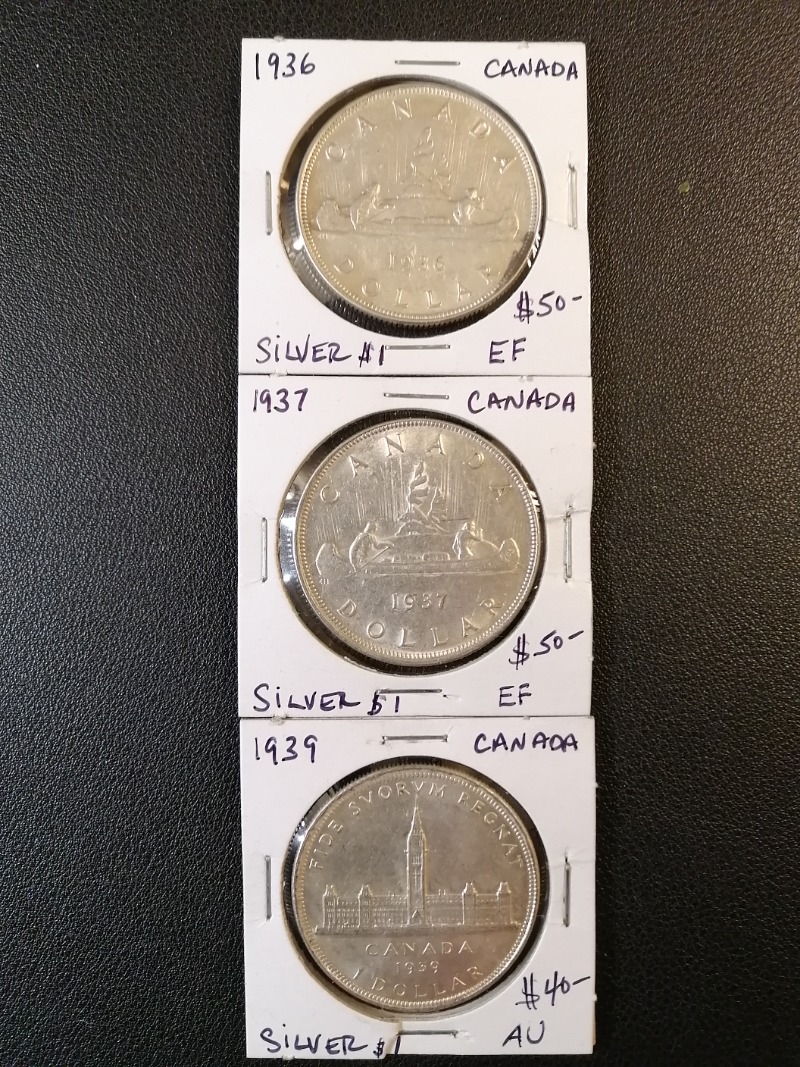 1936 CANADA
CANADA
1936
DOLLAR
$50-
SILVER $1 EF
1937 CANADA
CANADA
1937
DOLLAR
$50-
SILVER $1 EF
1939 CANADA
FIDE SVORVM REGNAT
CANADA
1939
1 DOLLAR
$40-
SILVER $1 AU